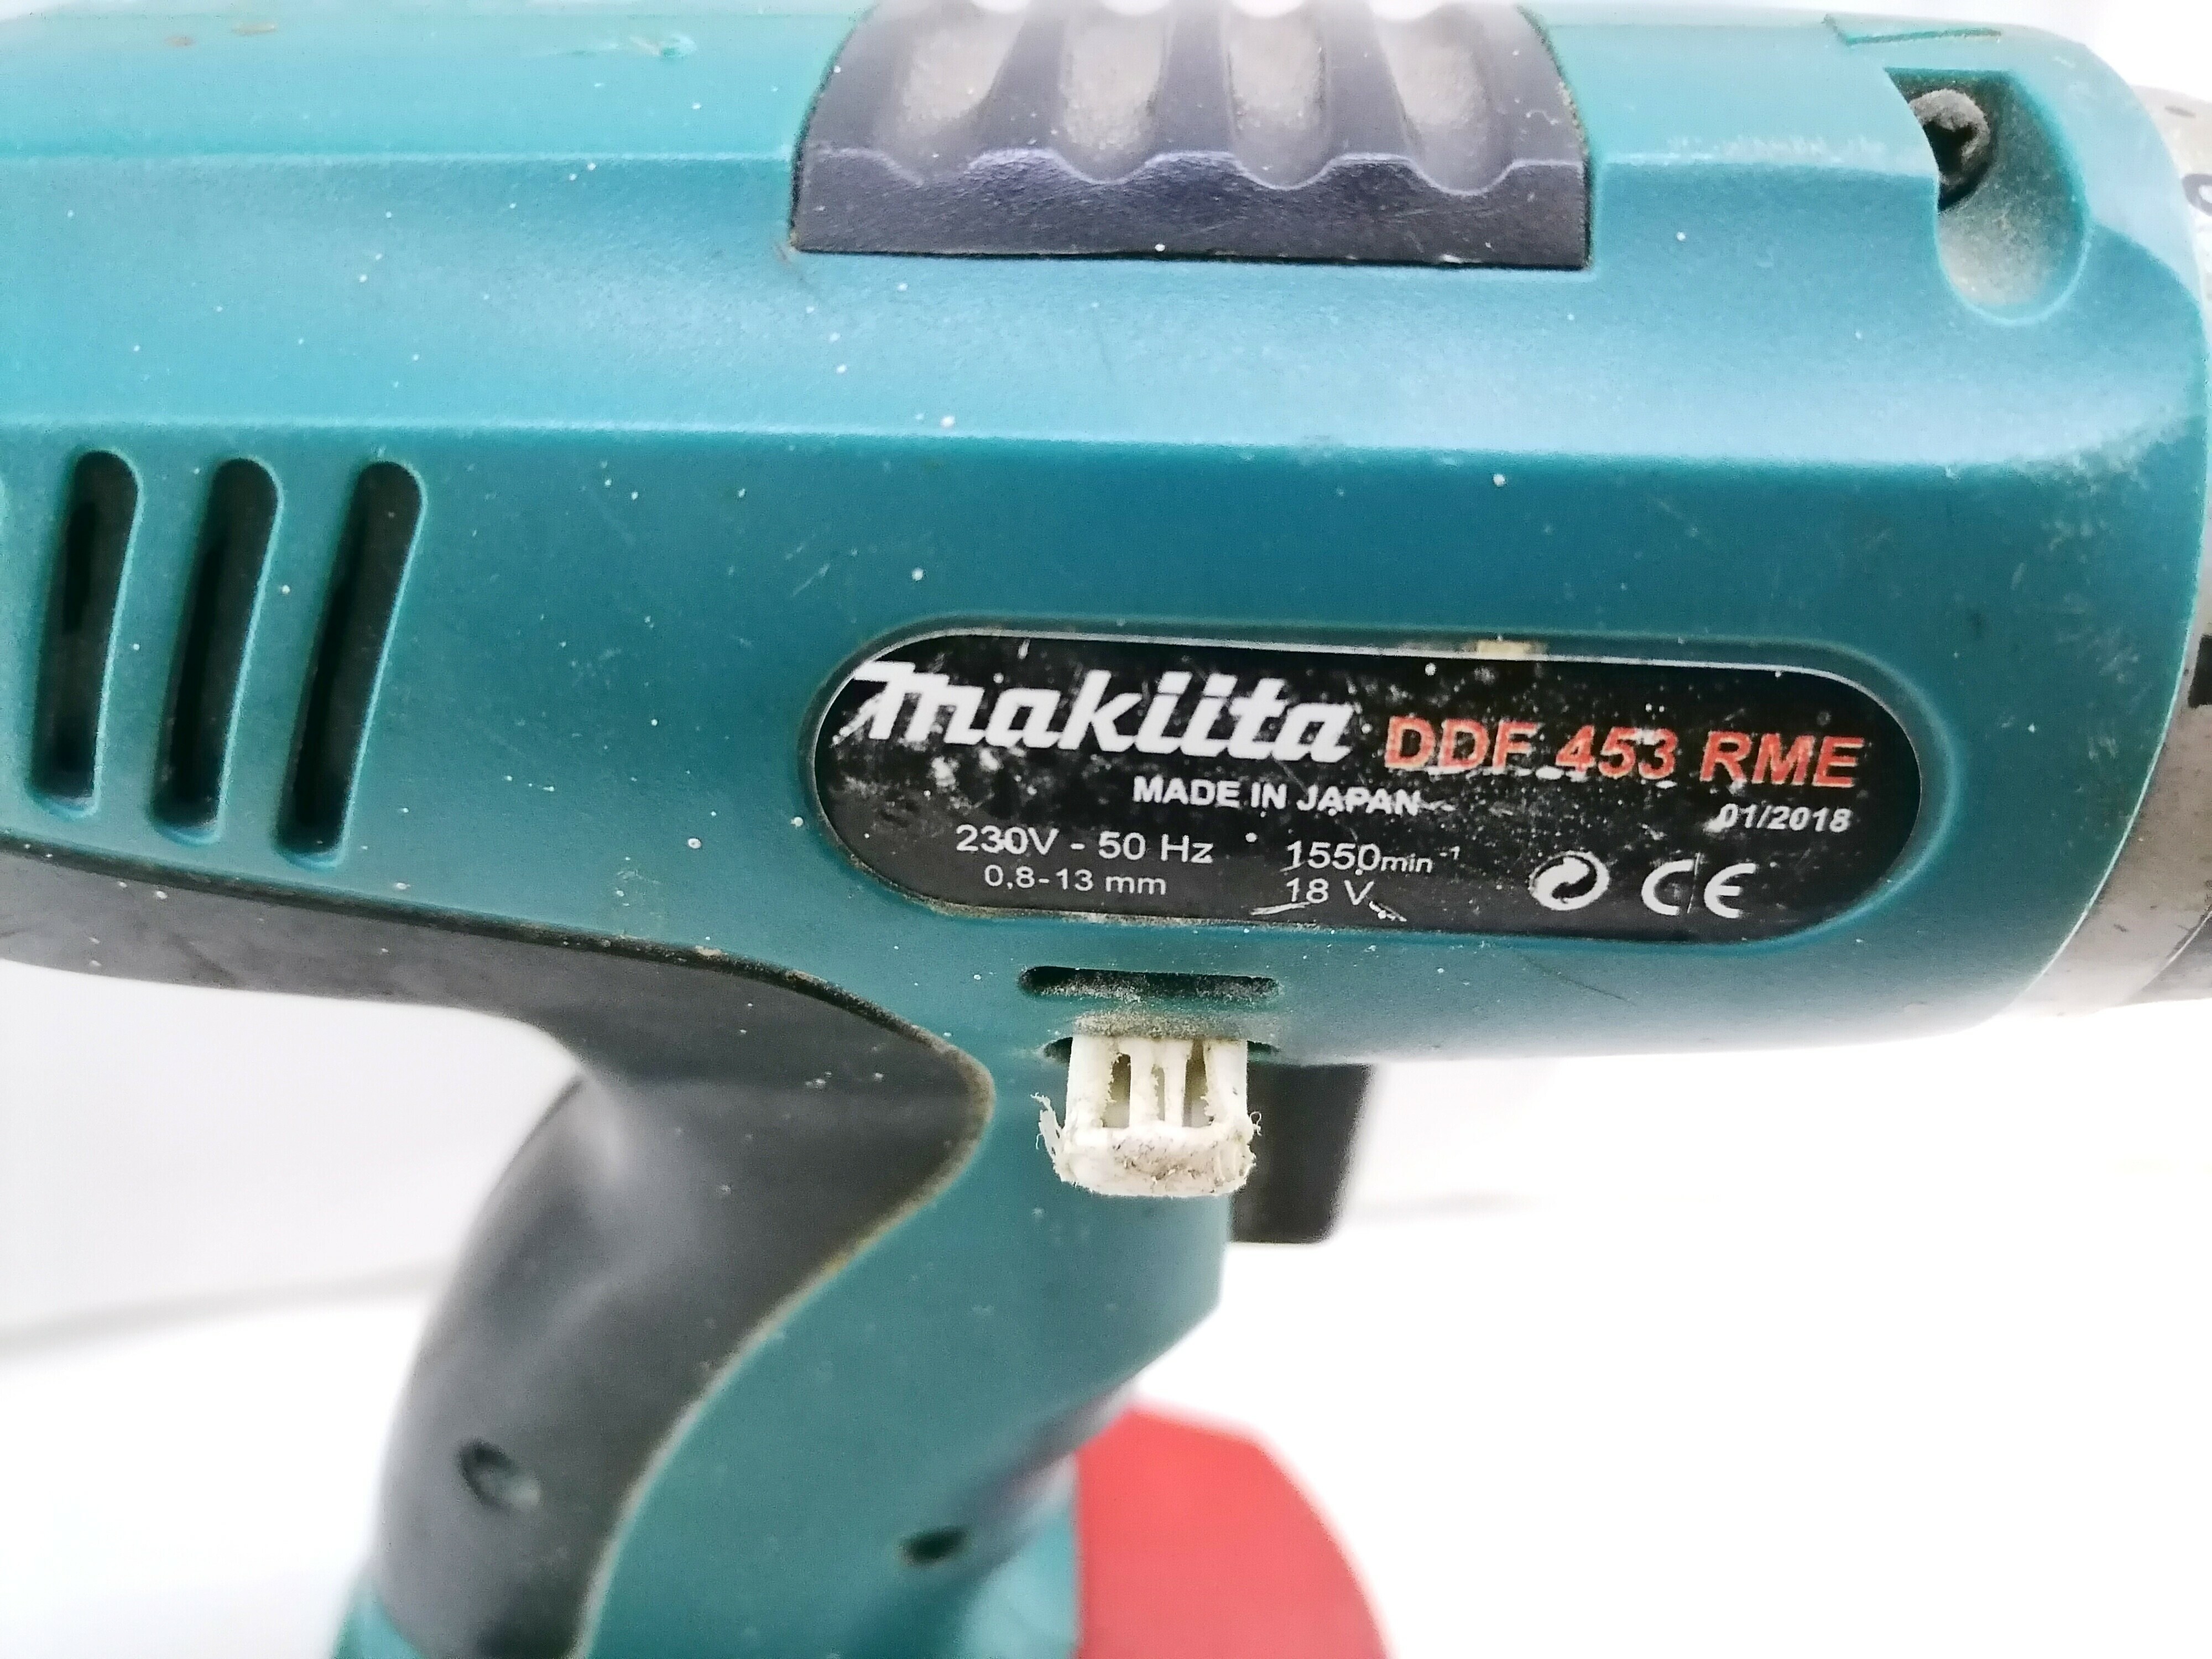 makiita DDF 453 RME
MADE IN JAPAN
01/2018
230V - 50 Hz 1550min⁻¹
0,8-13 mm 18 V
CE